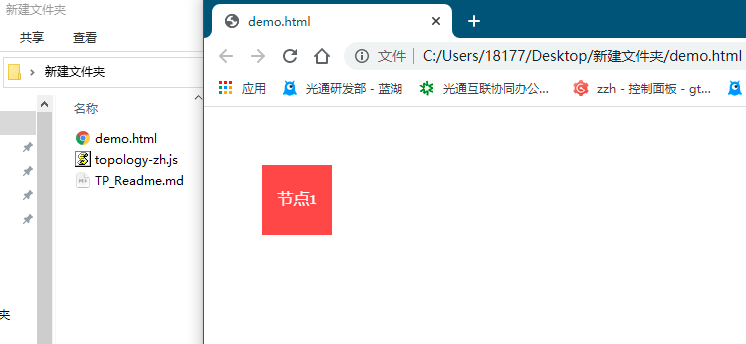 新建文件夹
共享 查看
新建文件夹
名称
demo.html
topology-zh.js
TP_Readme.md
demo.html
文件 C:/Users/18177/Desktop/新建文件夹/demo.html
应用 光通研发部 - 蓝湖 光通互联协同办公... zzh - 控制面板 - gt...
节点1
夹